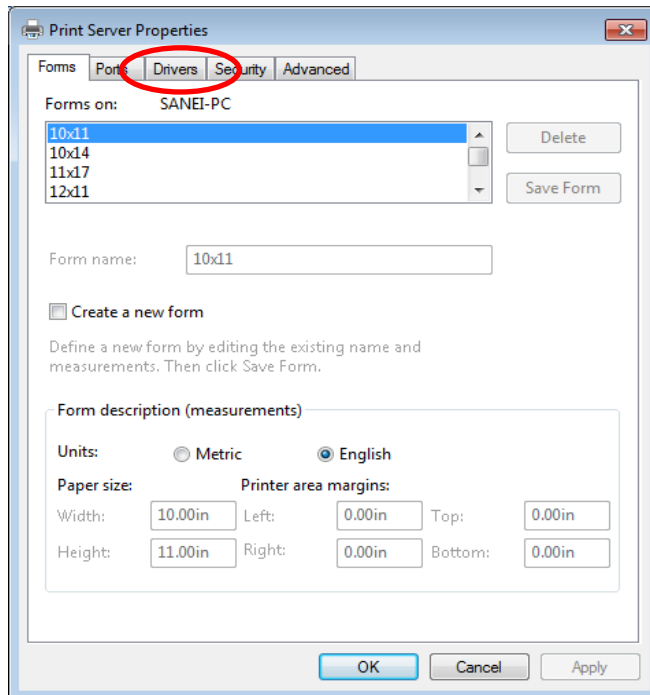 Print Server Properties
Forms Ports Drivers Security Advanced
Forms on: SANEI-PC
10x11
10x14
11x17
12x11
Delete
Save Form
Form name: 10x11
Create a new form
Define a new form by editing the existing name and
measurements. Then click Save Form.
Form description (measurements)
Units: Metric English
Paper size: Printer area margins:
Width: 10.00in Left: 0.00in Top: 0.00in
Height: 11.00in Right: 0.00in Bottom: 0.00in
OK Cancel Apply